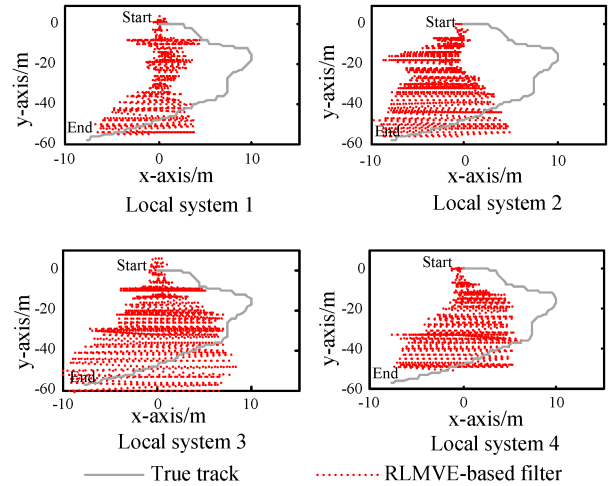 Start
End
y-axis/m
0
-20
-40
-60
-10
0
10
x-axis/m
Local system 1
Start
End
y-axis/m
0
-20
-40
-60
-10
0
10
x-axis/m
Local system 2
Start
End
y-axis/m
0
-20
-40
-60
-10
0
10
x-axis/m
Local system 3
Start
End
y-axis/m
0
-20
-40
-60
-10
0
10
x-axis/m
Local system 4
True track
RLMVE-based filter